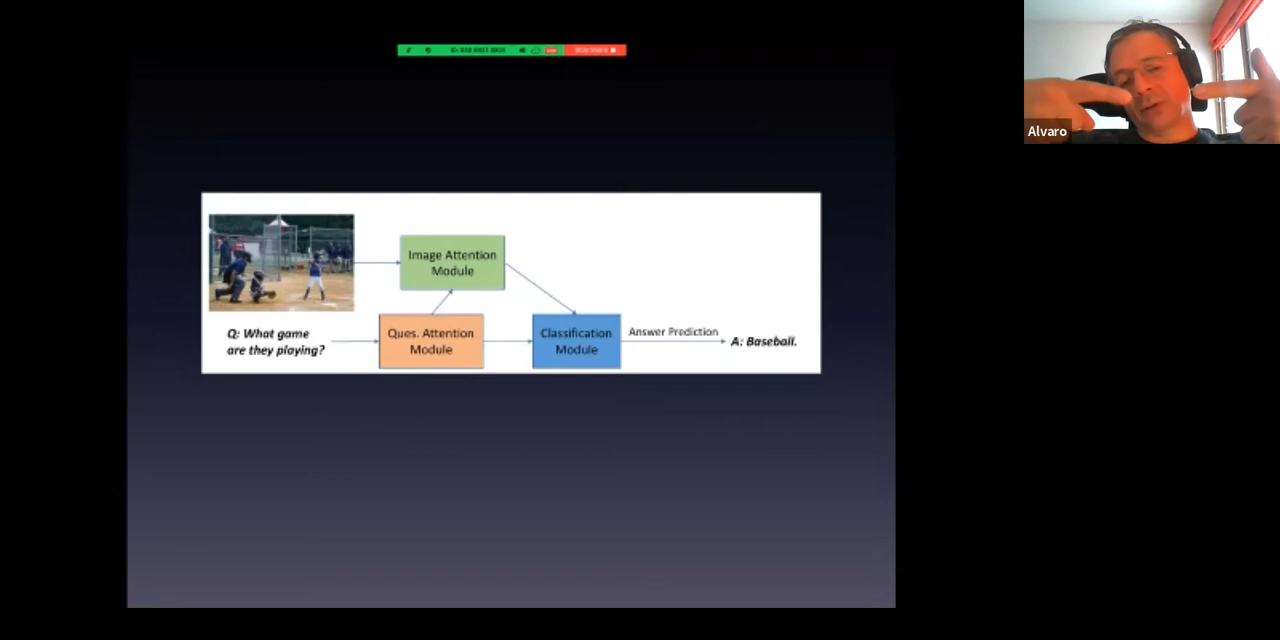 Alvaro
Image Attention
Module
Q: What game
are they playing?
Ques. Attention
Module
Classification
Module
Answer Prediction
A: Baseball.